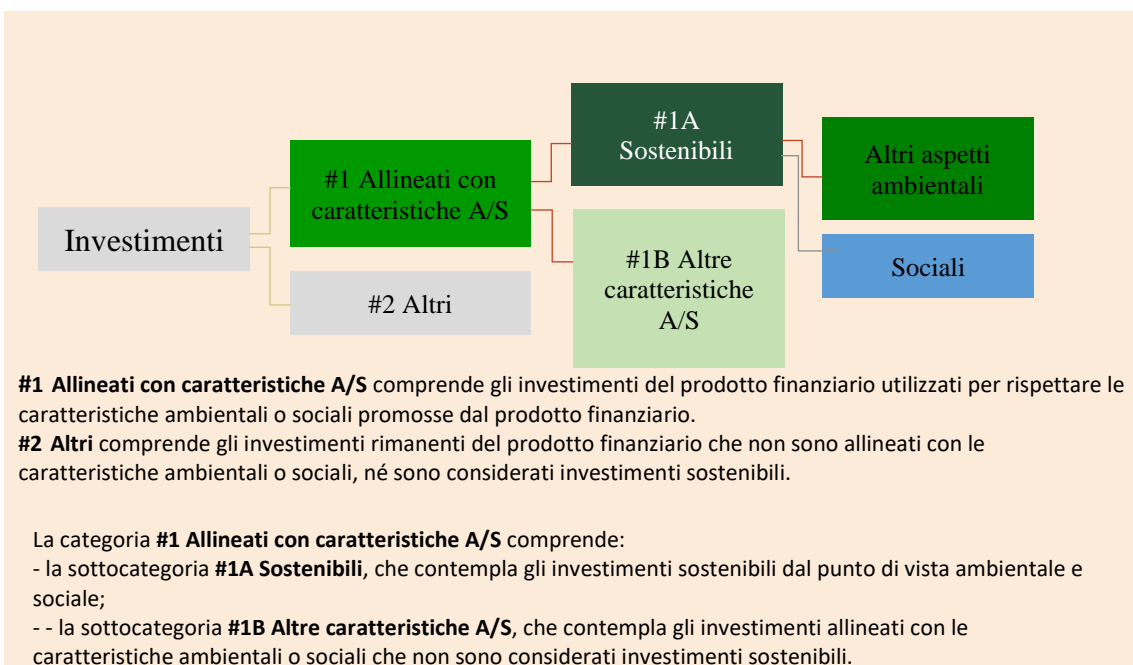 Investimenti
#1 Allineati con
caratteristiche A/S
#2 Altri
#1A
Sostenibili
#1B Altre
caratteristiche
A/S
Altri aspetti
ambientali
Sociali
#1 Allineati con caratteristiche A/S comprende gli investimenti del prodotto finanziario utilizzati per rispettare le
caratteristiche ambientali o sociali promosse dal prodotto finanziario.
#2 Altri comprende gli investimenti rimanenti del prodotto finanziario che non sono allineati con le
caratteristiche ambientali o sociali, né sono considerati investimenti sostenibili.
La categoria #1 Allineati con caratteristiche A/S comprende:
- la sottocategoria #1A Sostenibili, che contempla gli investimenti sostenibili dal punto di vista ambientale e
sociale;
- - la sottocategoria #1B Altre caratteristiche A/S, che contempla gli investimenti allineati con le
caratteristiche ambientali o sociali che non sono considerati investimenti sostenibili.